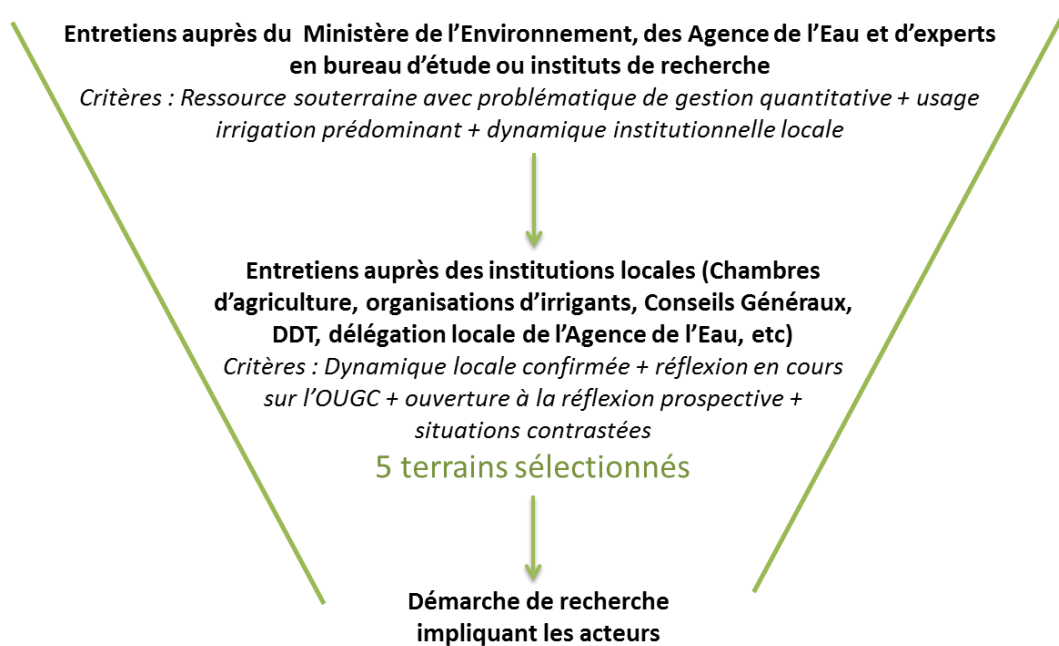 Entretiens auprès du Ministère de l'Environnement, des Agence de l'Eau et d'experts
en bureau d'étude ou instituts de recherche
Critères : Ressource souterraine avec problématique de gestion quantitative + usage
irrigation prédominant + dynamique institutionnelle locale
Entretiens auprès des institutions locales (Chambres
d'agriculture, organisations d'irrigants, Conseils Généraux,
DDT, délégation locale de l'Agence de l'Eau, etc)
Critères : Dynamique locale confirmée + réflexion en cours
sur l'OUGC + ouverture à la réflexion prospective +
situations contrastées
5 terrains sélectionnés
Démarche de recherche
impliquant les acteurs